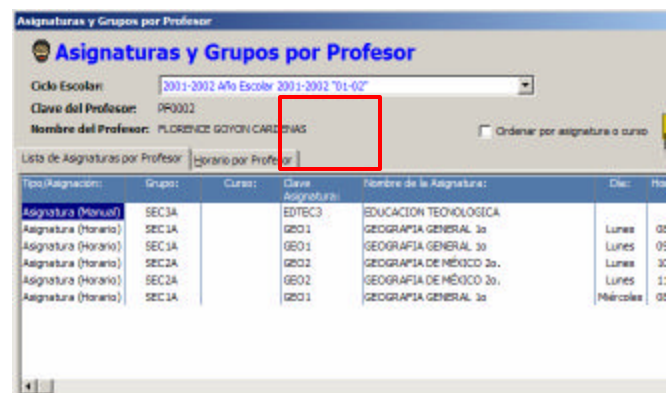 Asignaturas y Grupos por Profesor
Asignaturas y Grupos por Profesor
Ciclo Escolar: 2001-2002 Año Escolar 2001-2002 "01-02"
Clave del Profesor: PF0002
Nombre del Profesor: FLORENCE GOYON CARDENAS
Ordenar por asignatura o curso
Lista de Asignaturas por Profesor Horario por Profesor
Tipo/Asignación: Grupo: Curso: Clave Asignatura: Nombre de la Asignatura: Día: Ho
Asignatura (Manual) SEC3A EDTEC3 EDUCACION TECNOLOGICA
Asignatura (Horario) SEC1A GEO1 GEOGRAFIA GENERAL 1o Lunes
Asignatura (Horario) SEC1A GEO1 GEOGRAFIA GENERAL 1o Lunes
Asignatura (Horario) SEC2A GEO2 GEOGRAFIA DE MÉXICO 2o. Lunes
Asignatura (Horario) SEC2A GEO2 GEOGRAFIA DE MÉXICO 2o. Lunes
Asignatura (Horario) SEC1A GEO1 GEOGRAFIA GENERAL 1o Miércoles